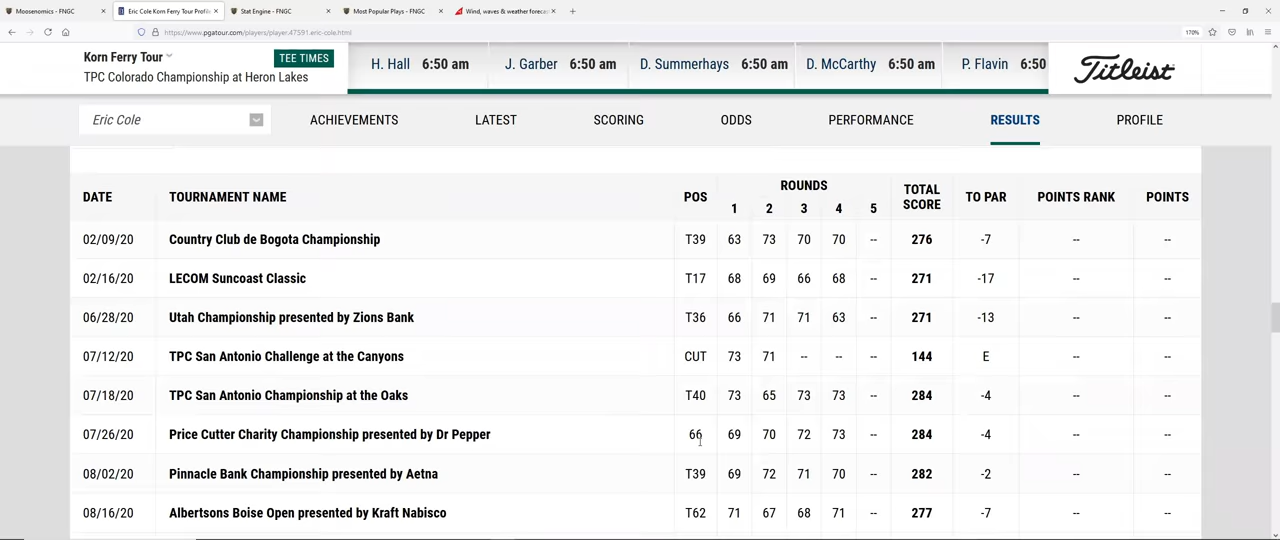 Moosenomics - FNGC
Eric Cole Korn Ferry Tour Profile
Stat Engine - FNGC
Most Popular Plays - FNGC
Wind, waves & weather forecas
https://www.pgatour.com/players/player.47591.eric-cole.html
170%
Korn Ferry Tour
TPC Colorado Championship at Heron Lakes
TEE TIMES
H. Hall 6:50 am
J. Garber 6:50 am
D. Summerhays 6:50 am
D. McCarthy 6:50 am
P. Flavin 6:50
Titleist
Eric Cole
ACHIEVEMENTS LATEST SCORING ODDS PERFORMANCE RESULTS PROFILE
DATE TOURNAMENT NAME POS ROUNDS 1 2 3 4 5 TOTAL SCORE TO PAR POINTS RANK POINTS
02/09/20 Country Club de Bogota Championship T39 63 73 70 70 -- 276 -7 -- --
02/16/20 LECOM Suncoast Classic T17 68 69 66 68 -- 271 -17 -- --
06/28/20 Utah Championship presented by Zions Bank T36 66 71 71 63 -- 271 -13 -- --
07/12/20 TPC San Antonio Challenge at the Canyons CUT 73 71 -- -- -- 144 E -- --
07/18/20 TPC San Antonio Championship at the Oaks T40 73 65 73 73 -- 284 -4 -- --
07/26/20 Price Cutter Charity Championship presented by Dr Pepper 66 69 70 72 73 -- 284 -4 -- --
08/02/20 Pinnacle Bank Championship presented by Aetna T39 69 72 71 70 -- 282 -2 -- --
08/16/20 Albertsons Boise Open presented by Kraft Nabisco T62 71 67 68 71 -- 277 -7 -- --